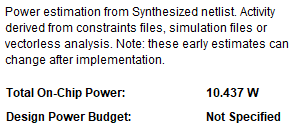 Power estimation from Synthesized netlist. Activity
derived from constraints files, simulation files or
vectorless analysis. Note: these early estimates can
change after implementation.
Total On-Chip Power: 10.437 W
Design Power Budget: Not Specified